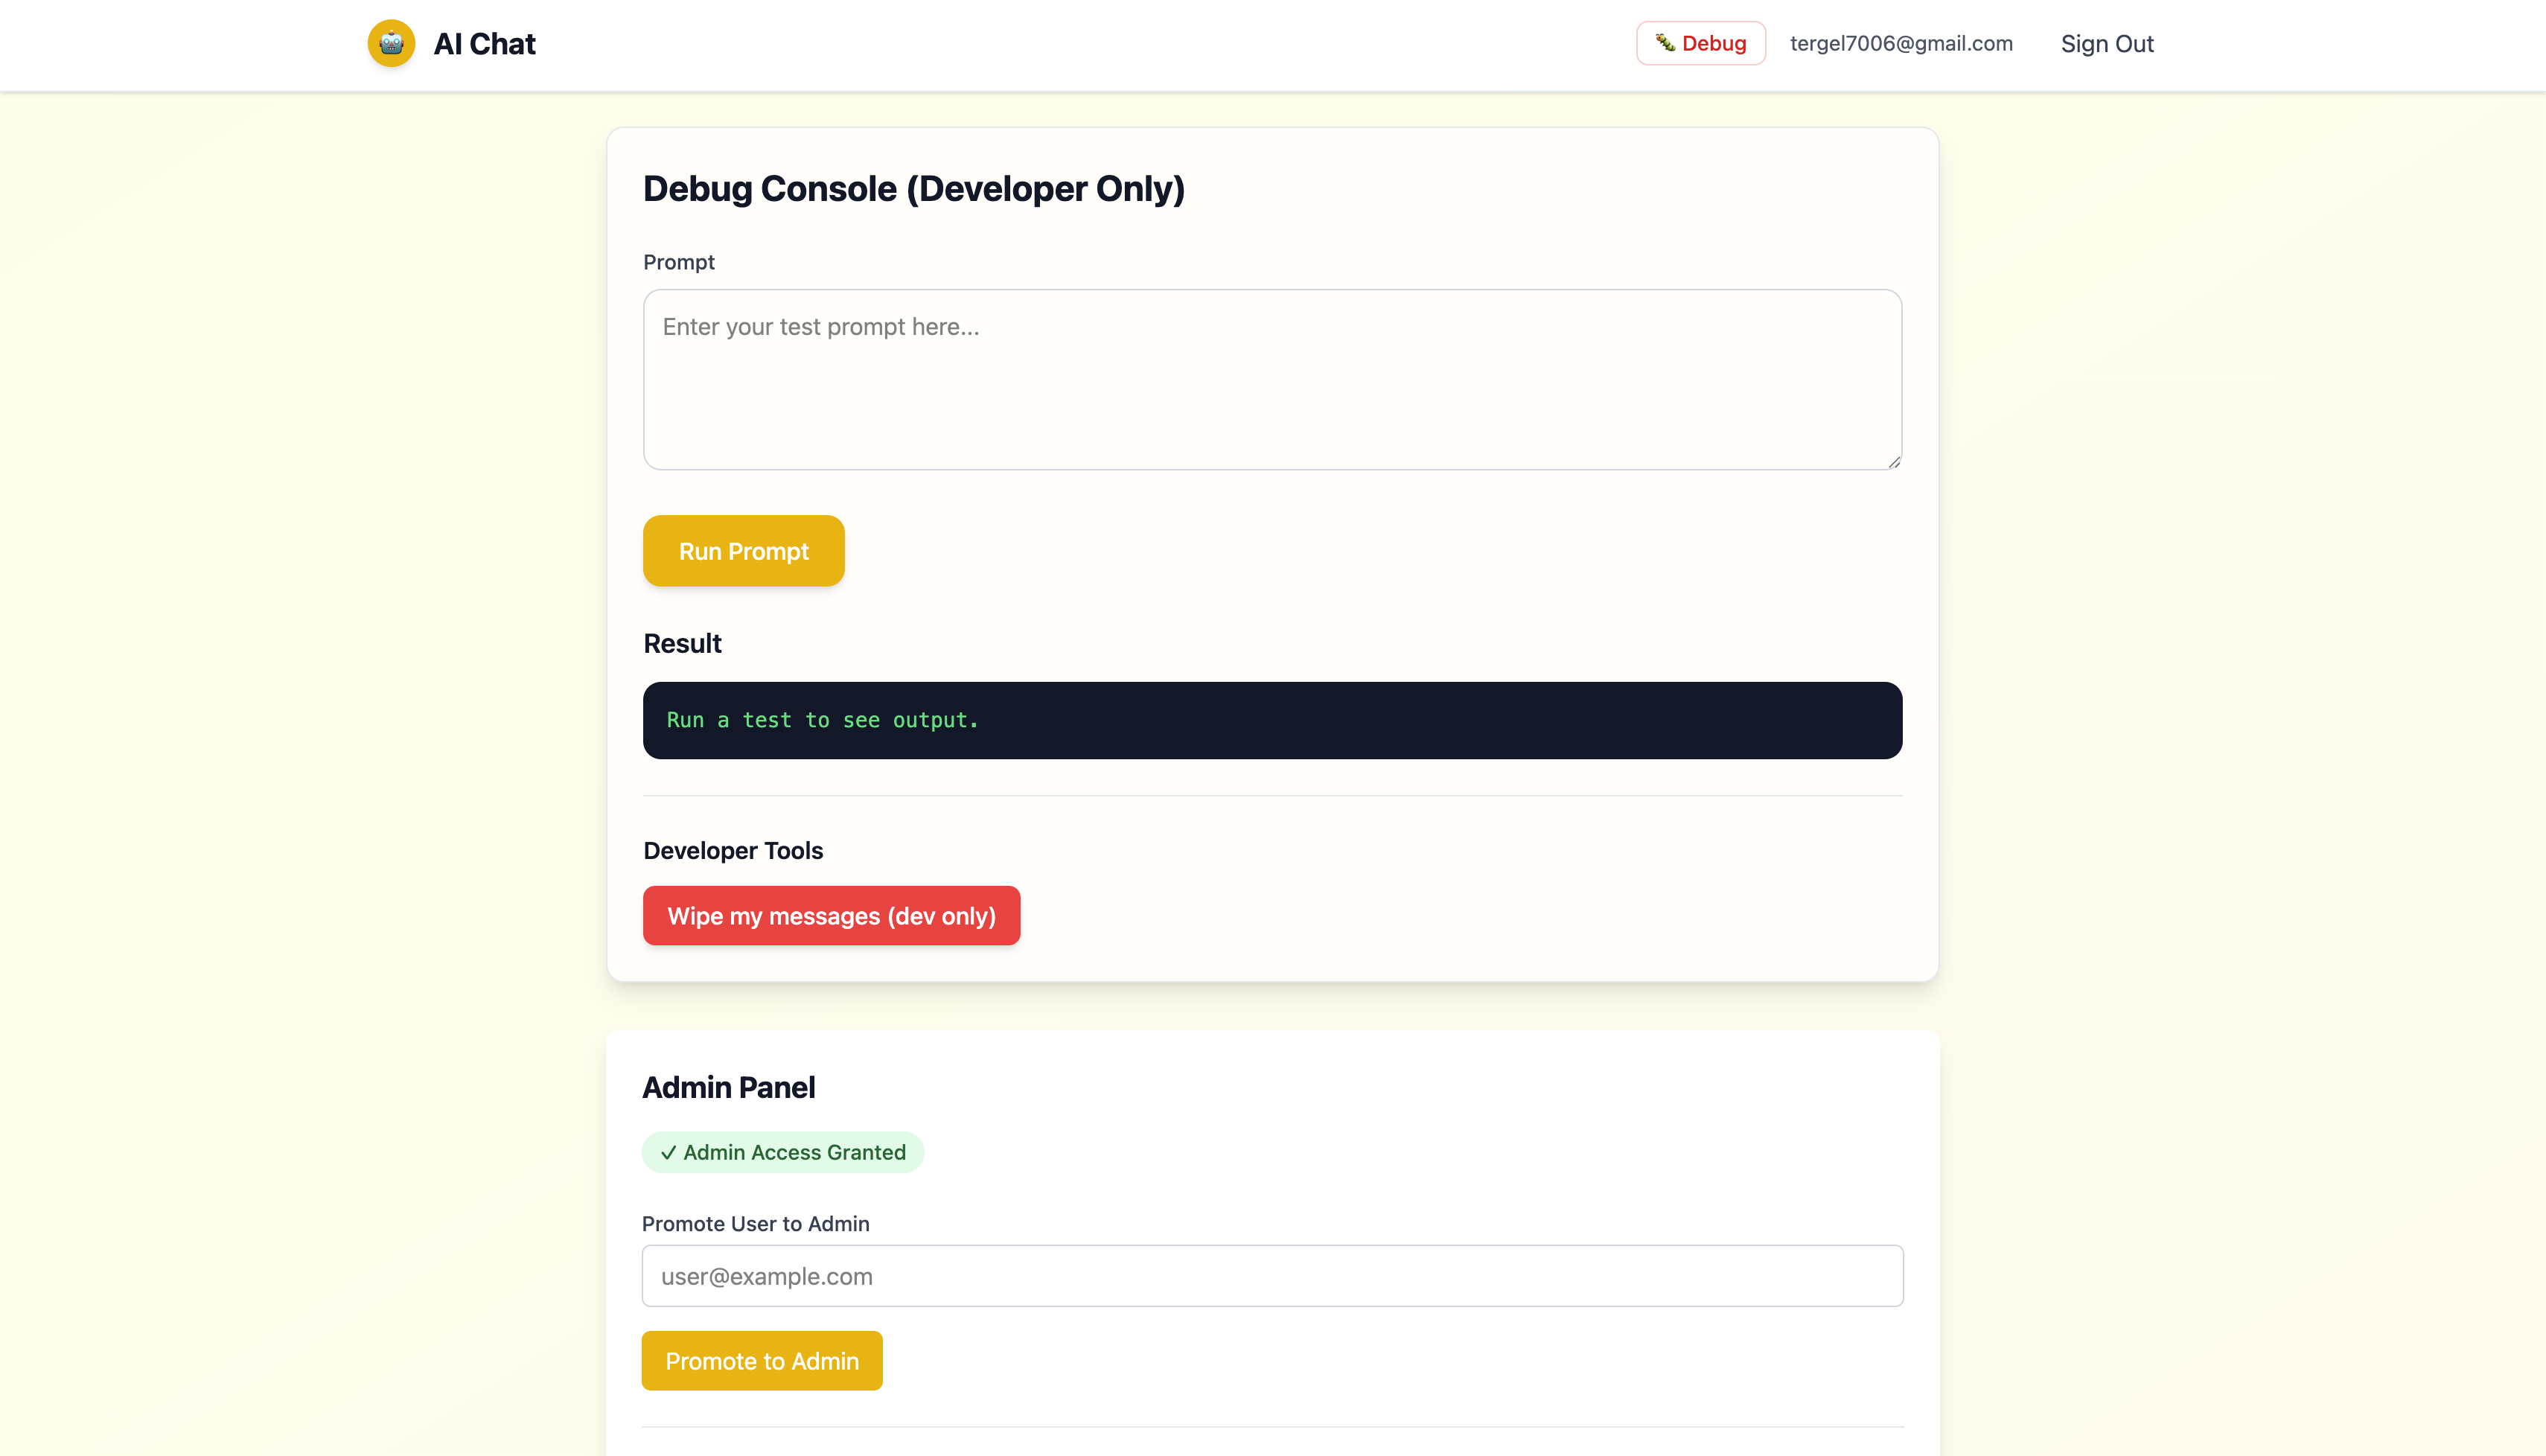 AI Chat
Debug
tergel7006@gmail.com
Sign Out
Debug Console (Developer Only)
Prompt
Enter your test prompt here...
Run Prompt
Result
Run a test to see output.
Developer Tools
Wipe my messages (dev only)
Admin Panel
✓ Admin Access Granted
Promote User to Admin
user@example.com
Promote to Admin